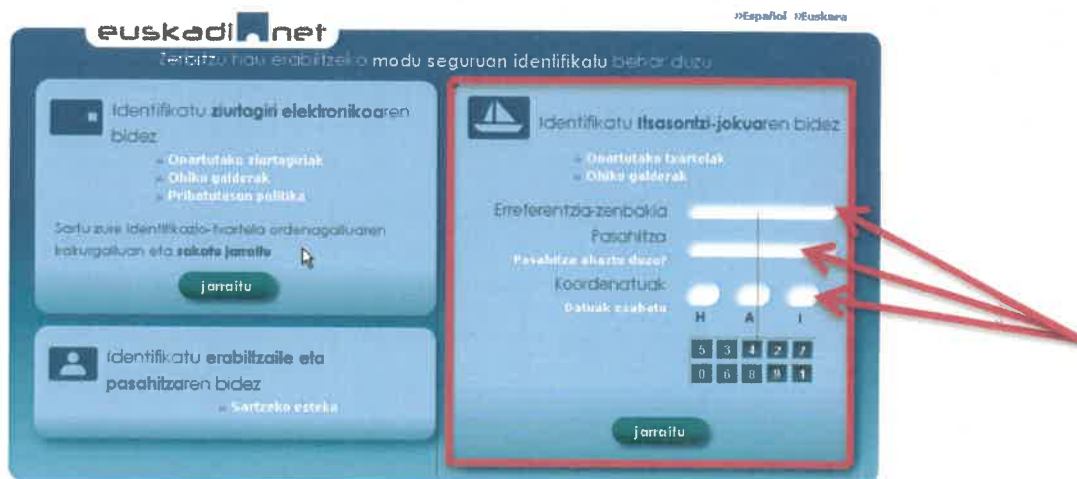 »Español »Euskara
euskadi.net
Zerbitzu hau erabiltzeko modu seguruan identifikatu behar duzu
Identifikatu ziurtagiri elektronikoaren
bidez
» Onartutako ziurtagiriak
» Ohiko galderak
» Pribatutasun politika
Sartu zure identifikazio-txartela ordenagailuaren
irakurgailuan eta sakatu jarraitu
jarraitu
Identifikatu erabiltzaile eta
pasahitzaren bidez
» Sartzeko esteka
Identifikatu Itsasontzi-jokuaren bidez
» Onartutako txartelak
» Ohiko galderak
Erreferentzia-zenbakia
Pasahitza
Pasahitza ahaztu duzu?
Koordenatuak
Datuak ezabatu
H A I
5 3 4 2 7
0 6 8 9 1
jarraitu